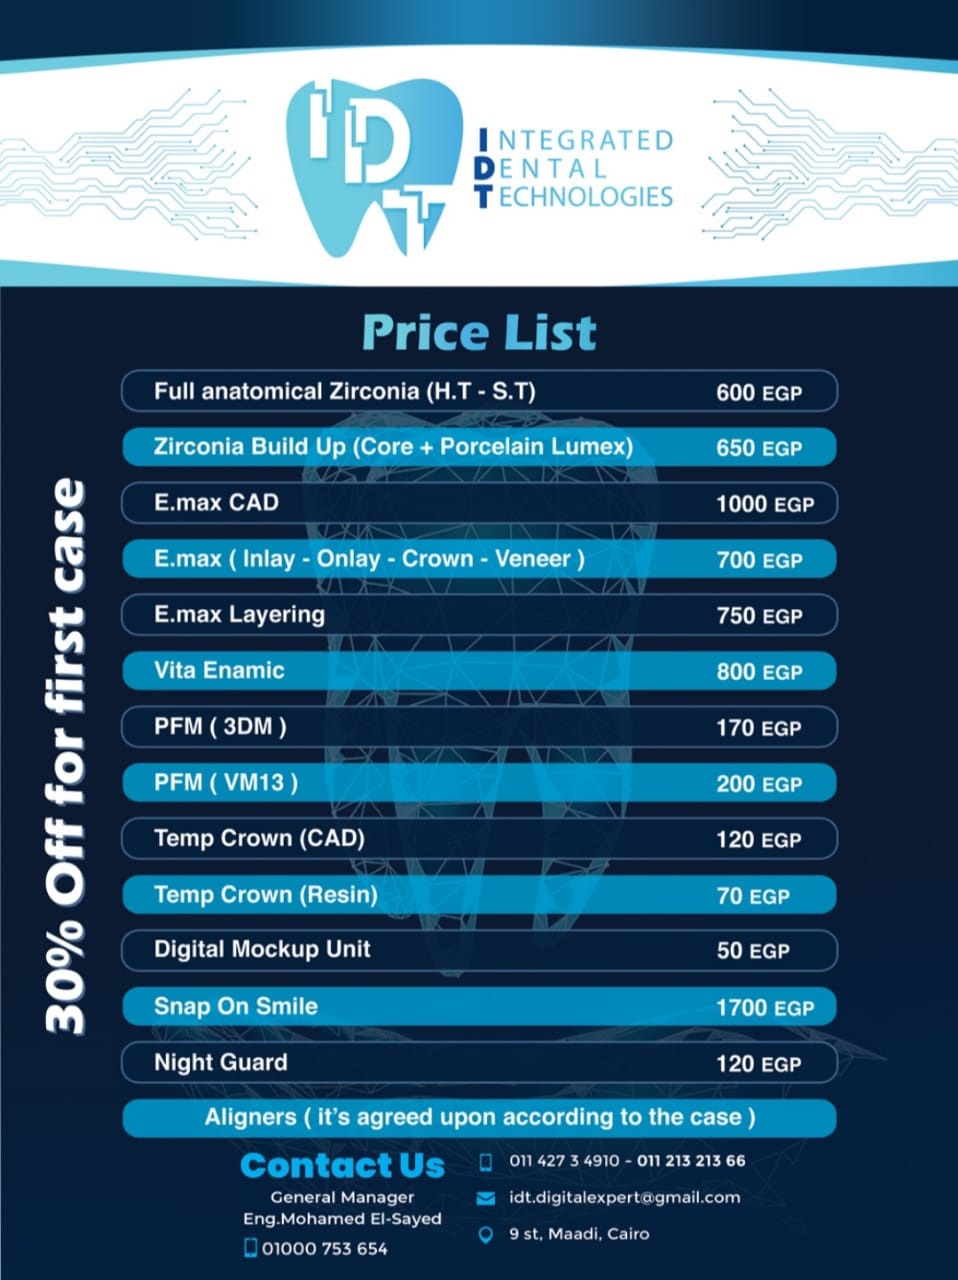 IDT
INTEGRATED
DENTAL
TECHNOLOGIES
Price List
Full anatomical Zirconia (H.T - S.T) 600 EGP
Zirconia Build Up (Core + Porcelain Lumex) 650 EGP
E.max CAD 1000 EGP
E.max ( Inlay - Onlay - Crown - Veneer ) 700 EGP
E.max Layering 750 EGP
Vita Enamic 800 EGP
PFM ( 3DM ) 170 EGP
PFM ( VM13 ) 200 EGP
Temp Crown (CAD) 120 EGP
Temp Crown (Resin) 70 EGP
Digital Mockup Unit 50 EGP
Snap On Smile 1700 EGP
Night Guard 120 EGP
Aligners ( it’s agreed upon according to the case )
30% Off for first case
Contact Us
General Manager
Eng.Mohamed El-Sayed
01000 753 654
011 427 3 4910 - 011 213 213 66
idt.digitalexpert@gmail.com
9 st, Maadi, Cairo